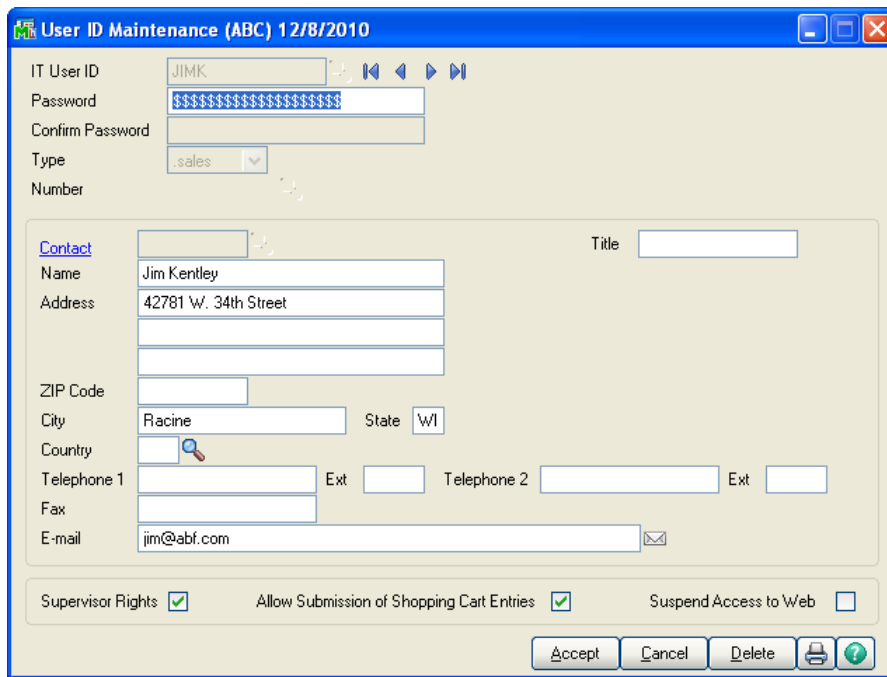 User ID Maintenance (ABC) 12/8/2010
IT User ID JIMK
Password $$$$$$$$$$$$$$$$$$$$
Confirm Password
Type .sales
Number
Contact Title
Name Jim Kentley
Address 42781 W. 34th Street
ZIP Code
City Racine State WI
Country
Telephone 1 Ext Telephone 2 Ext
Fax
E-mail jim@abf.com
Supervisor Rights Allow Submission of Shopping Cart Entries Suspend Access to Web
Accept Cancel Delete